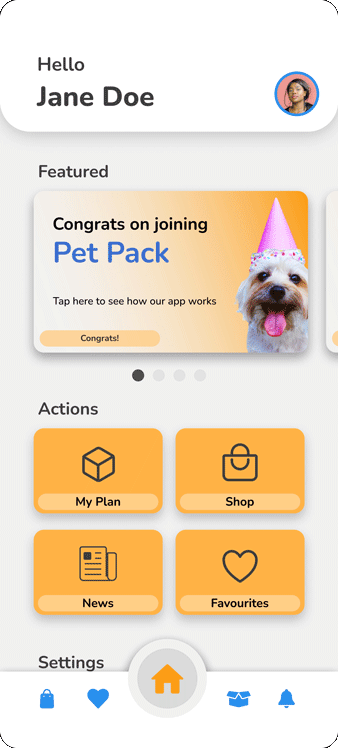 Hello
Jane Doe
Featured
Congrats on joining
Pet Pack
Tap here to see how our app works
Congrats!
Actions
My Plan
Shop
News
Favourites
Settings